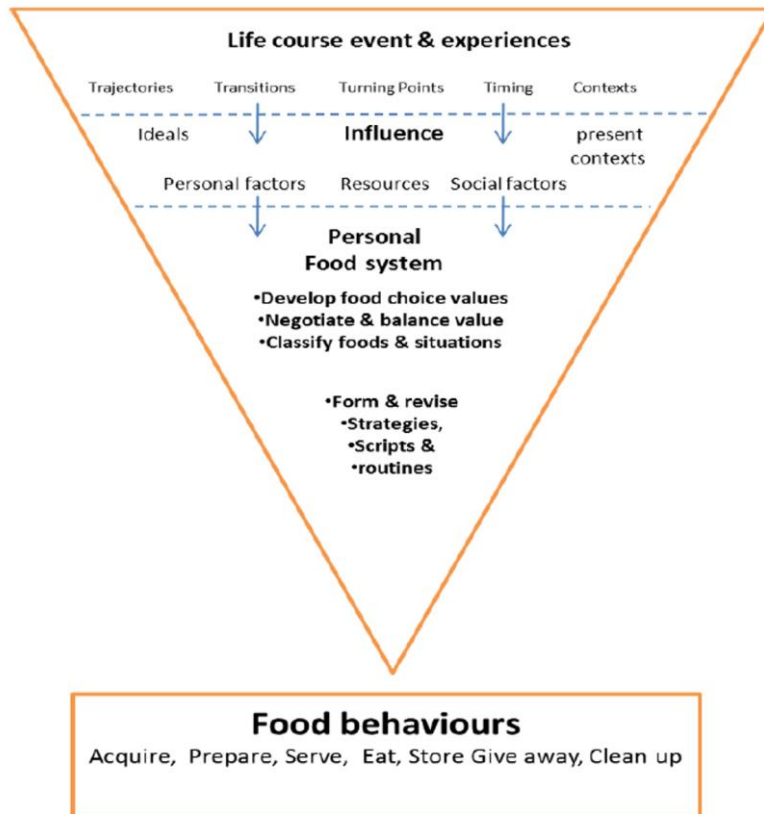 Life course event & experiences
Trajectories Transitions Turning Points Timing Contexts
Ideals Influence present
contexts
Personal factors Resources Social factors
Personal
Food system
•Develop food choice values
•Negotiate & balance value
•Classify foods & situations
•Form & revise
•Strategies,
•Scripts &
•routines
Food behaviours
Acquire, Prepare, Serve, Eat, Store Give away, Clean up